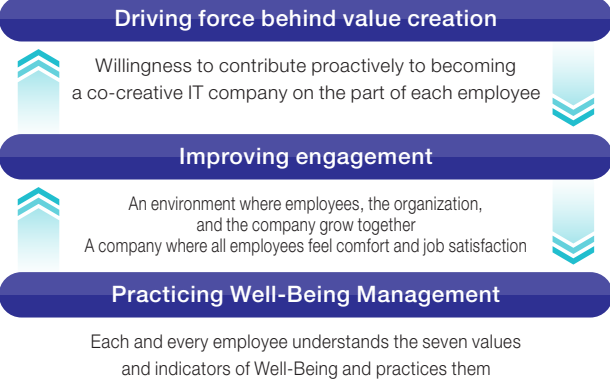 Driving force behind value creation
Willingness to contribute proactively to becoming
a co-creative IT company on the part of each employee
Improving engagement
An environment where employees, the organization,
and the company grow together
A company where all employees feel comfort and job satisfaction
Practicing Well-Being Management
Each and every employee understands the seven values
and indicators of Well-Being and practices them